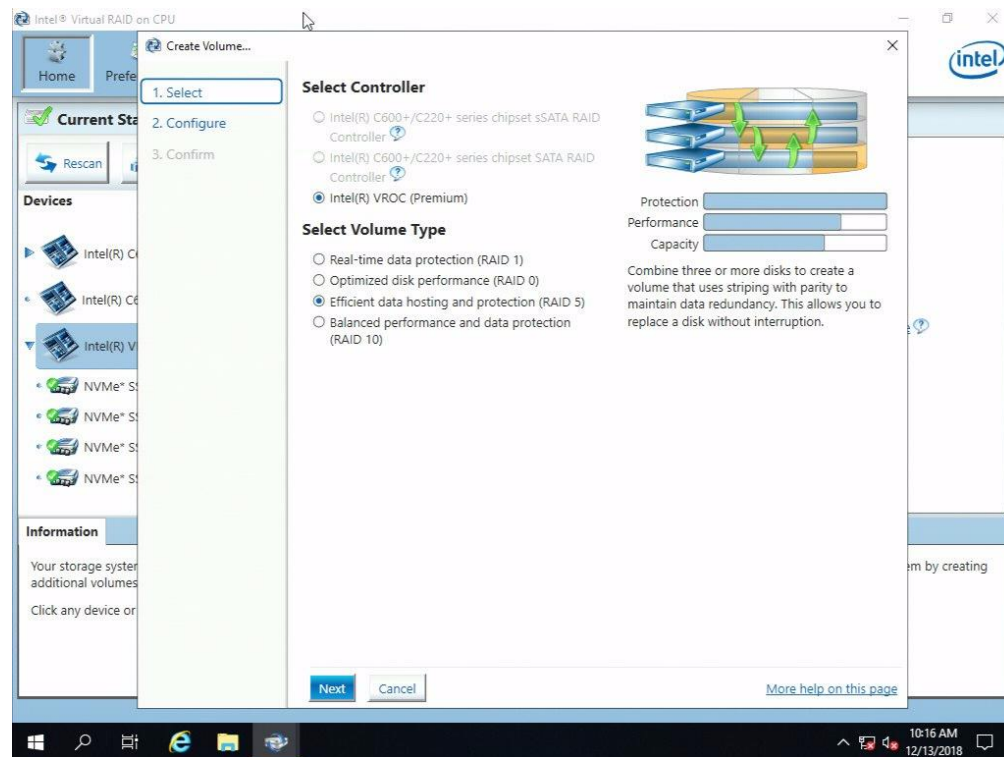 Intel® Virtual RAID on CPU
Home
Create Volume...
intel
1. Select
2. Configure
3. Confirm
Select Controller
Intel(R) C600+/C220+ series chipset sSATA RAID
Controller
Intel(R) C600+/C220+ series chipset SATA RAID
Controller
Intel(R) VROC (Premium)
Select Volume Type
Real-time data protection (RAID 1)
Optimized disk performance (RAID 0)
Efficient data hosting and protection (RAID 5)
Balanced performance and data protection
(RAID 10)
Protection
Performance
Capacity
Combine three or more disks to create a
volume that uses striping with parity to
maintain data redundancy. This allows you to
replace a disk without interruption.
Current
Rescan
Devices
Intel(R)
Intel(R)
Intel(R)
NVMe*
NVMe*
NVMe*
NVMe*
Information
Your storage
by creating
additional volumes
Click any device or
Next
Cancel
More help on this page
10:16 AM
12/13/2018